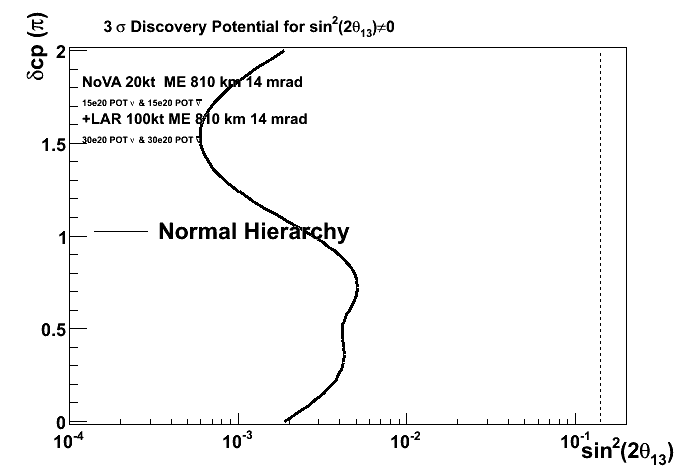 3 σ Discovery Potential for sin²(2θ₁₃)≠0
δcp (π)
2
NoVA 20kt ME 810 km 14 mrad
15e20 POT ν & 15e20 POT ν̅
+LAR 100kt ME 810 km 14 mrad
30e20 POT ν & 30e20 POT ν̅
1.5
1
Normal Hierarchy
0.5
0
10⁻⁴ 10⁻³ 10⁻² 10⁻¹
sin²(2θ₁₃)